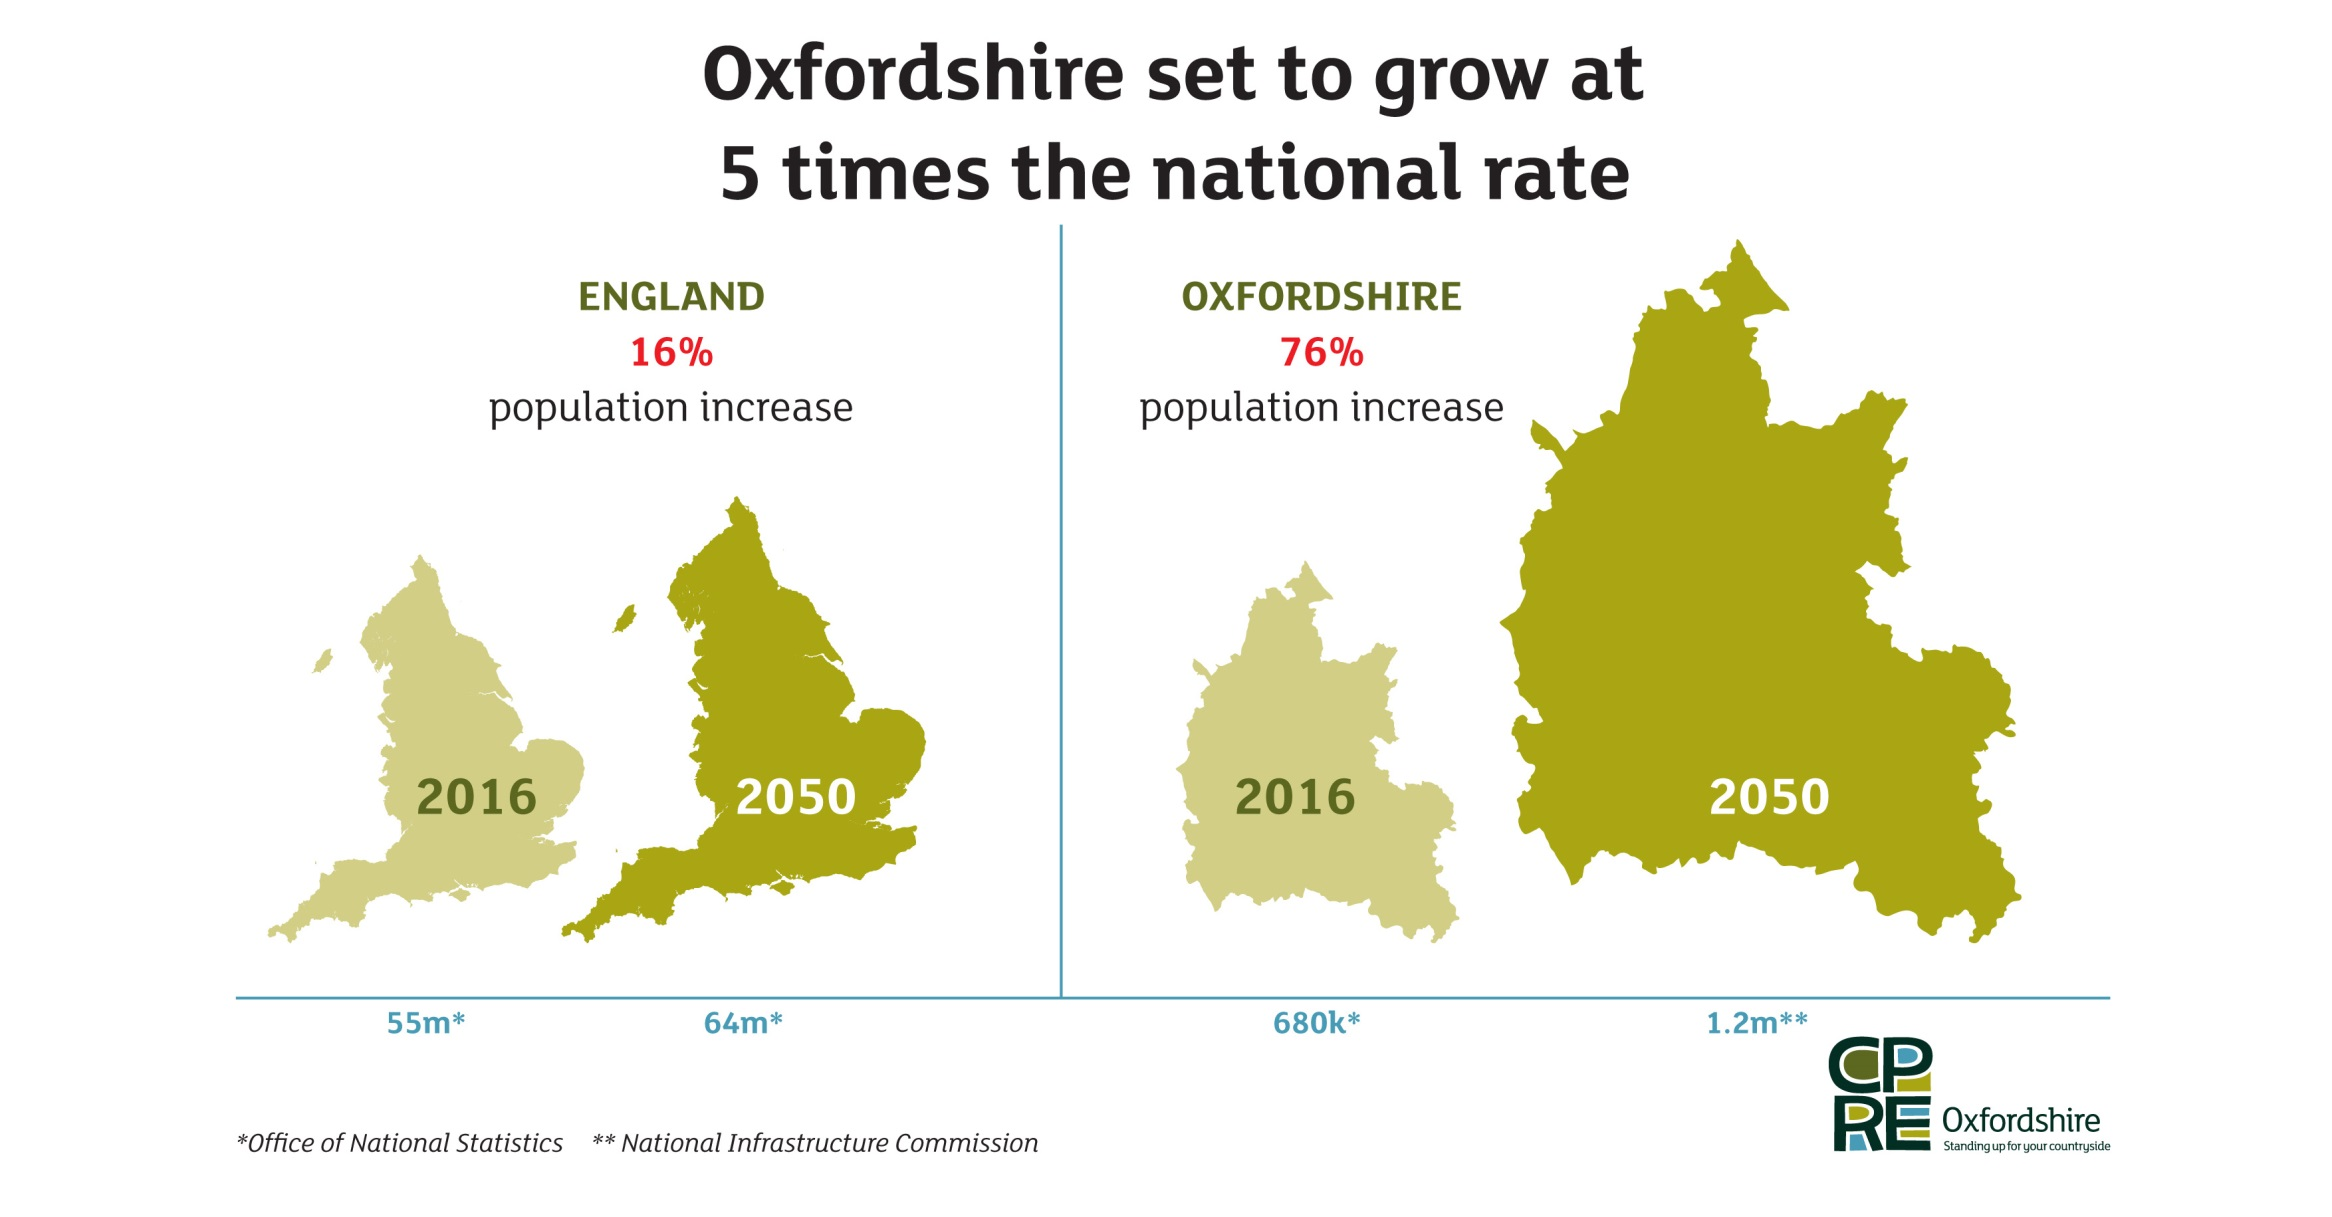 Oxfordshire set to grow at
5 times the national rate
ENGLAND
16%
population increase
OXFORDSHIRE
76%
population increase
2016
2050
2016
2050
55m*
64m*
680k*
1.2m**
*Office of National Statistics
** National Infrastructure Commission
CP
RE
Oxfordshire
Standing up for your countryside